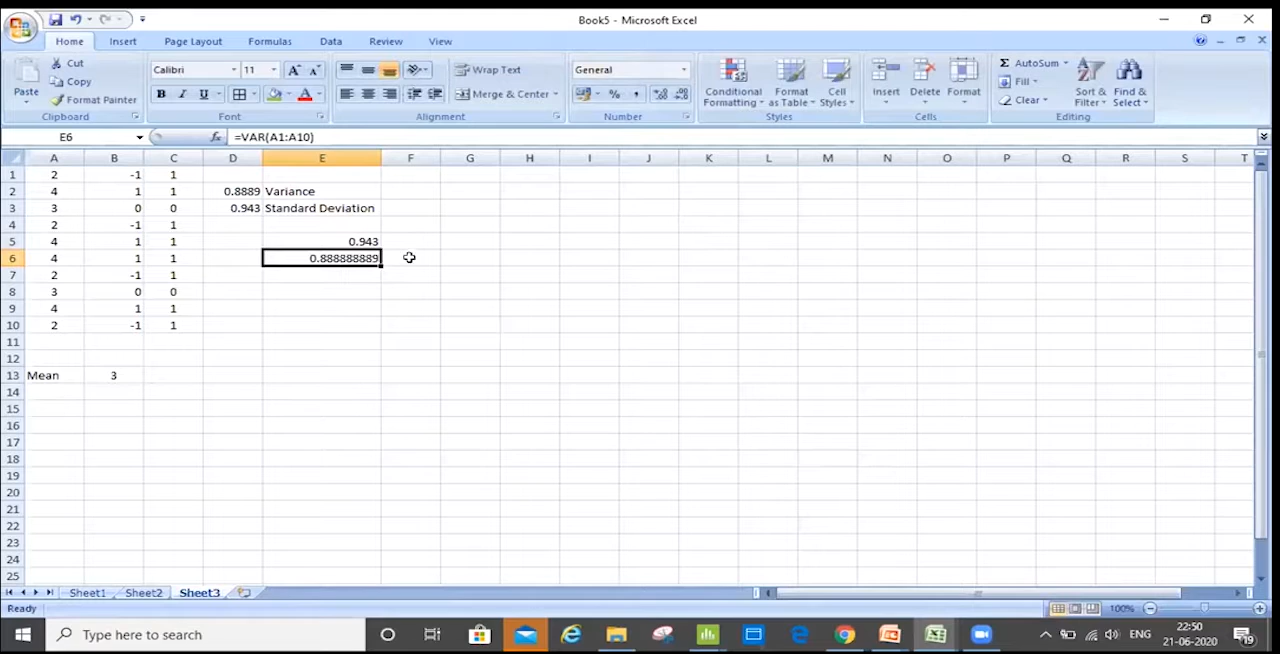 Book5 - Microsoft Excel
Home Insert Page Layout Formulas Data Review View
Cut Calibri 11 Wrap Text General AutoSum
Copy Fill
Paste Format Painter B I U Merge & Center % , Conditional Formatting Format as Table Cell Styles Insert Delete Format Clear Sort & Filter Find & Select
Clipboard Font Alignment Number Styles Cells Editing
E6 fx =VAR(A1:A10)
A B C D E F G H I J K L M N O P Q R S T
1 2 -1 1
2 4 1 1 0.8889 Variance
3 3 0 0 0.943 Standard Deviation
4 2 -1 1
5 4 1 1 0.943
6 4 1 1 0.888888889
7 2 -1 1
8 3 0 0
9 4 1 1
10 2 -1 1
11
12
13 Mean 3
14
15
16
17
18
19
20
21
22
23
24
25
Sheet1 Sheet2 Sheet3
Ready 100%
Type here to search ENG 22:50
21-06-2020 19